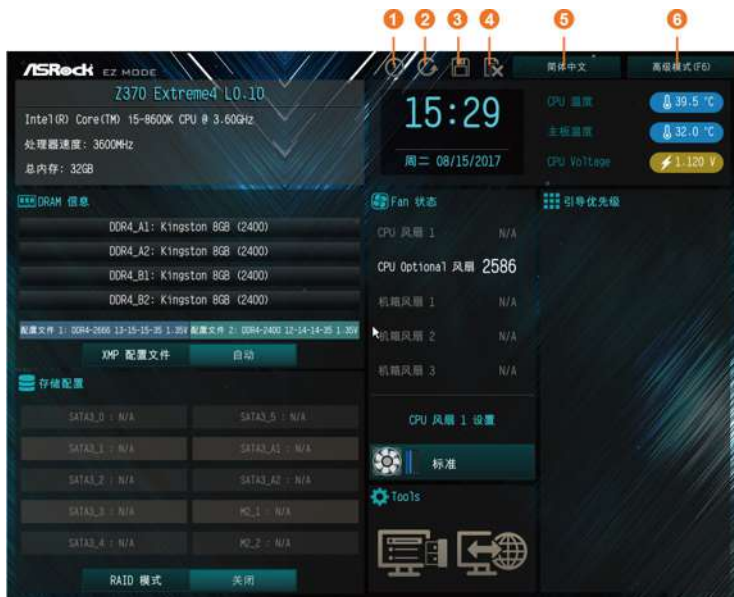 1 2 3 4 5 6
ASRock EZ MODE
简体中文
高级模式(F6)
Z370 Extreme4 L0.10
Intel(R) Core(TM) i5-8600K CPU @ 3.60GHz
处理器速度: 3600MHz
总内存: 32GB
15:29
周二 08/15/2017
CPU 温度 39.5 °C
主板温度 32.0 °C
CPU Voltage 1.120 V
DRAM 信息
DDR4_A1: Kingston 8GB (2400)
DDR4_A2: Kingston 8GB (2400)
DDR4_B1: Kingston 8GB (2400)
DDR4_B2: Kingston 8GB (2400)
配置文件 1: DDR4-2666 13-15-15-35 1.35V 配置文件 2: DDR4-2400 12-14-14-35 1.35V
XMP 配置文件 自动
存储配置
SATA3_0 : N/A SATA3_5 : N/A
SATA3_1 : N/A SATA3_A1 : N/A
SATA3_2 : N/A SATA3_A2 : N/A
SATA3_3 : N/A M2_1 : N/A
SATA3_4 : N/A M2_2 : N/A
RAID 模式 关闭
Fan 状态
CPU 风扇 1 N/A
CPU Optional 风扇 2586
机箱风扇 1 N/A
机箱风扇 2 N/A
机箱风扇 3 N/A
CPU 风扇 1 设置
标准
Tools
引导优先级